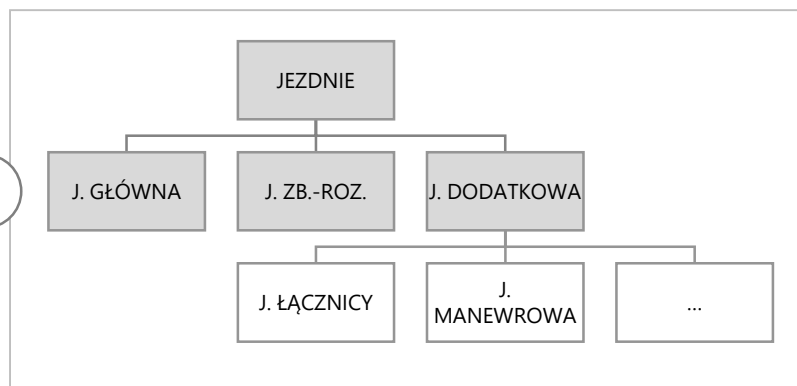 JEZDNIE
J. GŁÓWNA
J. ZB.-ROZ.
J. DODATKOWA
J. ŁĄCZNICY
J.
MANEWROWA
...